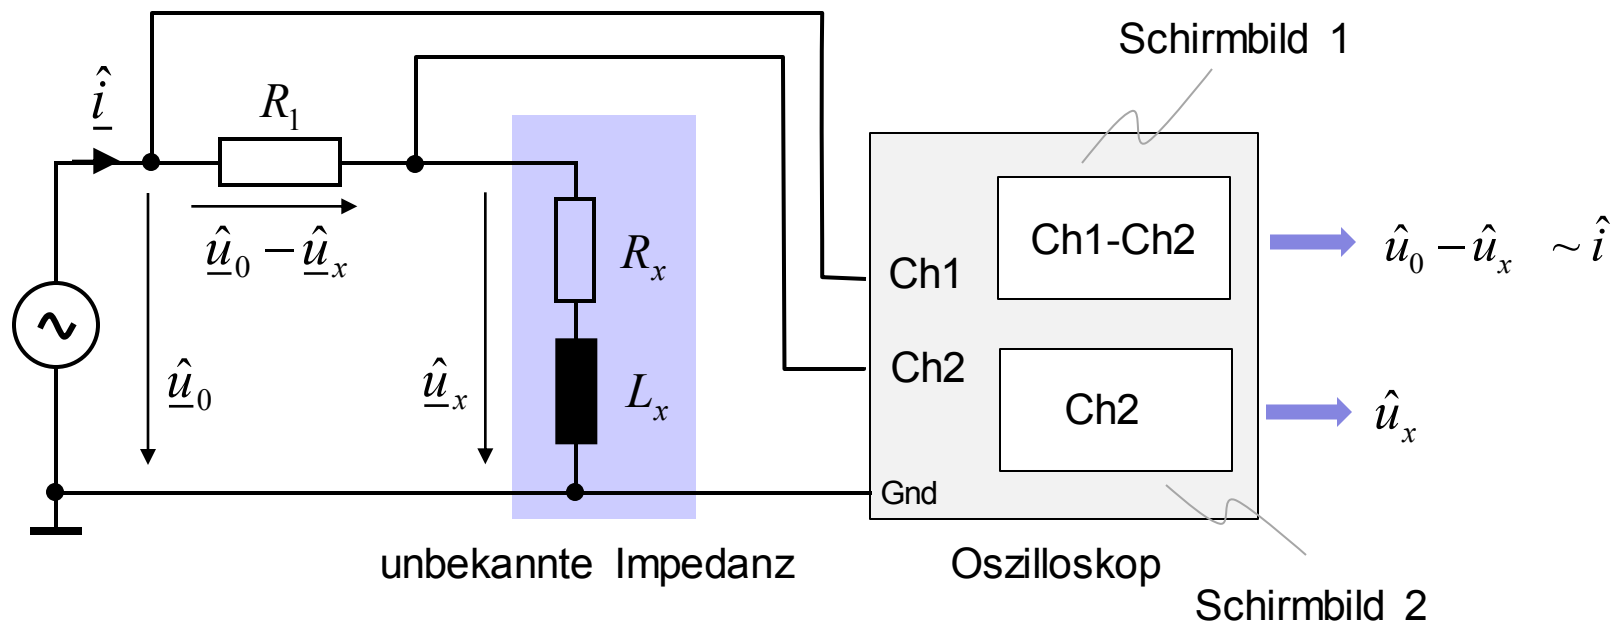 Schirmbild 1
î
R₁
û₀ − ûₓ
Rₓ
Ch1
Ch1-Ch2
û₀ − ûₓ ~ î
û₀
ûₓ
Lₓ
Ch2
Ch2
ûₓ
Gnd
unbekannte Impedanz
Oszilloskop
Schirmbild 2